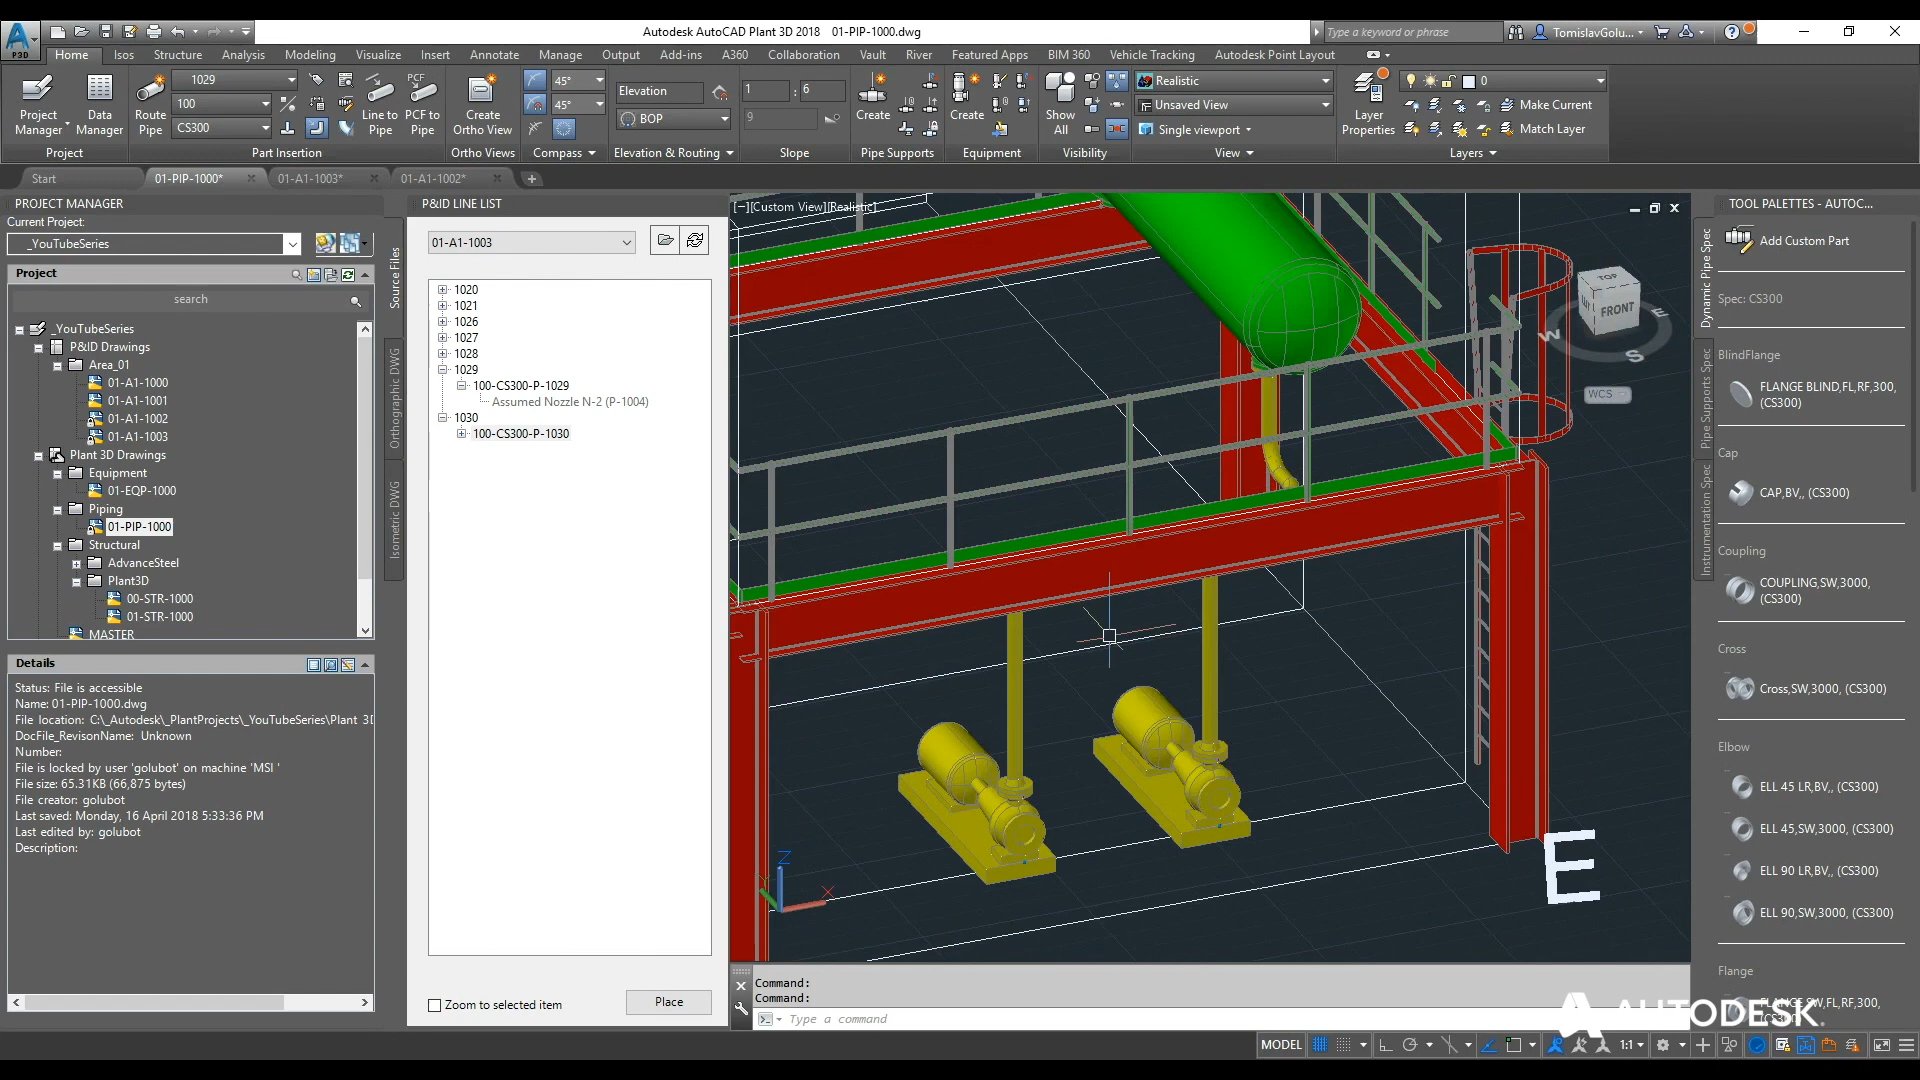 Autodesk AutoCAD Plant 3D 2018 01-PIP-1000.dwg
Type a keyword or phrase
TomislavGolu...
P3D
Home Isos Structure Analysis Modeling Visualize Insert Annotate Manage Output Add-ins A360 Collaboration Vault River Featured Apps BIM 360 Vehicle Tracking Autodesk Point Layout
Project Manager
Data Manager
Project
Route Pipe
1029
100
CS300
Line to Pipe
PCF to Pipe
PCF
Part Insertion
Create Ortho View
Ortho Views
45°
45°
Compass
Elevation
BOP
Elevation & Routing
1 : 6
9
Slope
Create
Pipe Supports
Create
Equipment
Show All
Visibility
Realistic
Unsaved View
Single viewport
View
Layer Properties
0
Make Current
Match Layer
Layers
Start 01-PIP-1000* 01-A1-1003* 01-A1-1002*
PROJECT MANAGER
Current Project:
_YouTubeSeries
Project
search
_YouTubeSeries
P&ID Drawings
Area_01
01-A1-1000
01-A1-1001
01-A1-1002
01-A1-1003
Plant 3D Drawings
Equipment
01-EQP-1000
Piping
01-PIP-1000
Structural
AdvanceSteel
Plant3D
00-STR-1000
01-STR-1000
MASTER
Source Files
Orthographic DWG
Isometric DWG
Details
Status: File is accessible
Name: 01-PIP-1000.dwg
File location: C:\_Autodesk\_PlantProjects\_YouTubeSeries\Plant 3D
DocFile_RevisonName: Unknown
Number:
File is locked by user 'golubot' on machine 'MSI '
File size: 65.31KB (66,875 bytes)
File creator: golubot
Last saved: Monday, 16 April 2018 5:33:36 PM
Last edited by: golubot
Description:
P&ID LINE LIST
01-A1-1003
1020
1021
1026
1027
1028
1029
100-CS300-P-1029
Assumed Nozzle N-2 (P-1004)
1030
100-CS300-P-1030
Zoom to selected item
Place
[−][Custom View][Realistic]
TOP
FRONT
W
S
E
WCS
Z
X
E
Command:
Command:
Type a command
TOOL PALETTES - AUTOC...
Dynamic Pipe Spec
Pipe Supports Spec
Instrumentation Spec
Add Custom Part
Spec: CS300
BlindFlange
FLANGE BLIND,FL,RF,300, (CS300)
Cap
CAP,BV,, (CS300)
Coupling
COUPLING,SW,3000, (CS300)
Cross
Cross,SW,3000, (CS300)
Elbow
ELL 45 LR,BV,, (CS300)
ELL 45,SW,3000, (CS300)
ELL 90 LR,BV,, (CS300)
ELL 90,SW,3000, (CS300)
Flange
FLANGE,SW,FL,RF,300,
AUTODESK.
MODEL
1:1